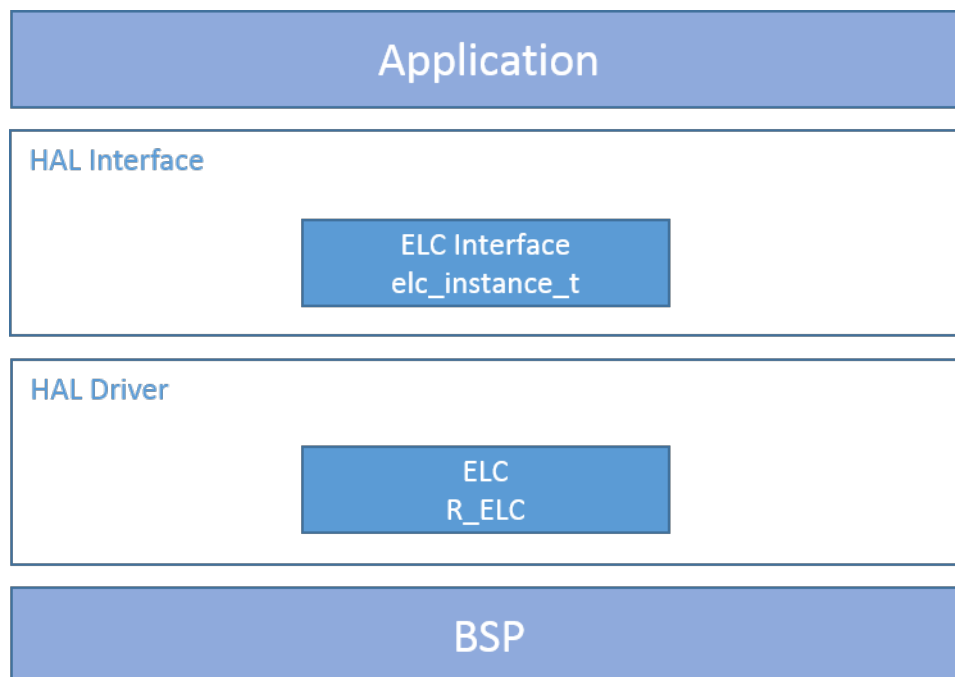 Application
HAL Interface
ELC Interface
elc_instance_t
HAL Driver
ELC
R_ELC
BSP